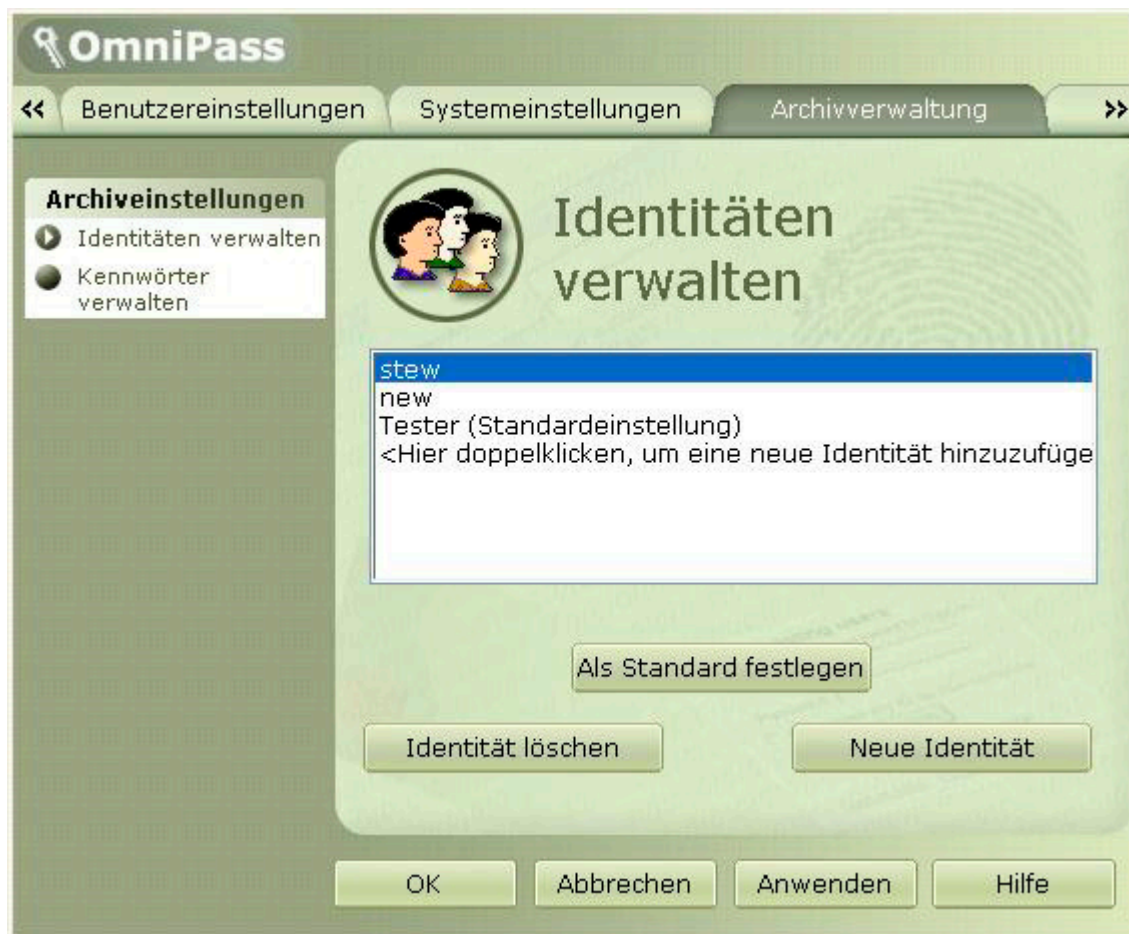 OmniPass
<< Benutzereinstellungen Systemeinstellungen Archivverwaltung >>
Archiveinstellungen
Identitäten verwalten
Kennwörter
verwalten
Identitäten
verwalten
stew
new
Tester (Standardeinstellung)
<Hier doppelklicken, um eine neue Identität hinzuzufüge
Als Standard festlegen
Identität löschen Neue Identität
OK Abbrechen Anwenden Hilfe